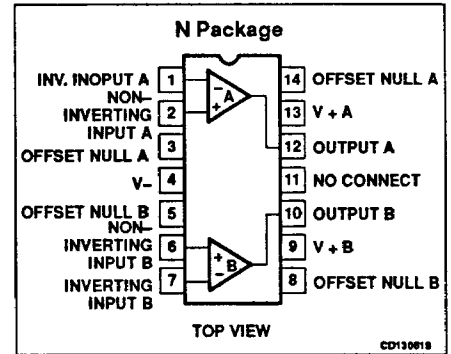 N Package
INV. INOPUT A 1
NON–
INVERTING 2
INPUT A
OFFSET NULL A 3
V– 4
OFFSET NULL B 5
NON–
INVERTING 6
INPUT B
INVERTING 7
INPUT B
14 OFFSET NULL A
13 V + A
12 OUTPUT A
11 NO CONNECT
10 OUTPUT B
9 V + B
8 OFFSET NULL B
– A
+
+ B
–
TOP VIEW
CD13061S